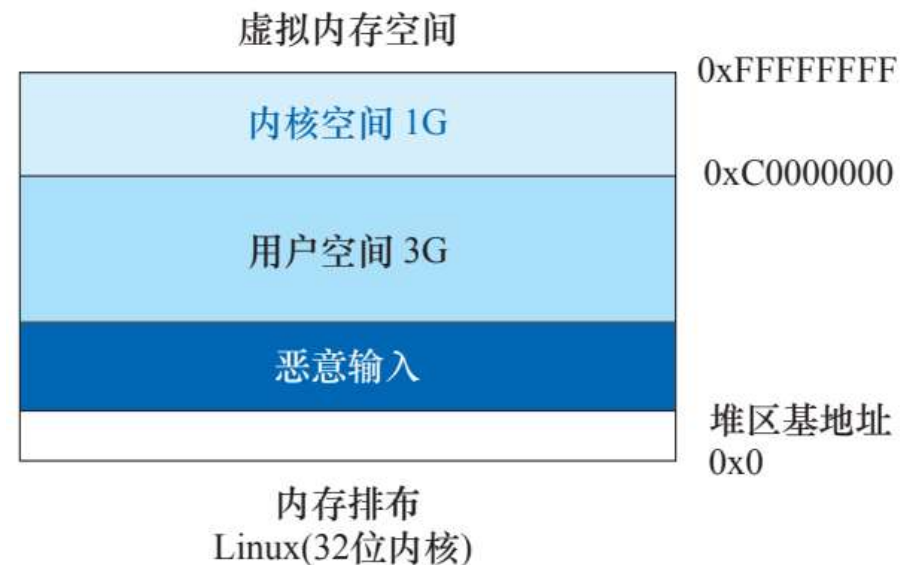 虚拟内存空间
0xFFFFFFFF
内核空间 1G
0xC0000000
用户空间 3G
恶意输入
堆区基地址
0x0
内存排布
Linux(32位内核)